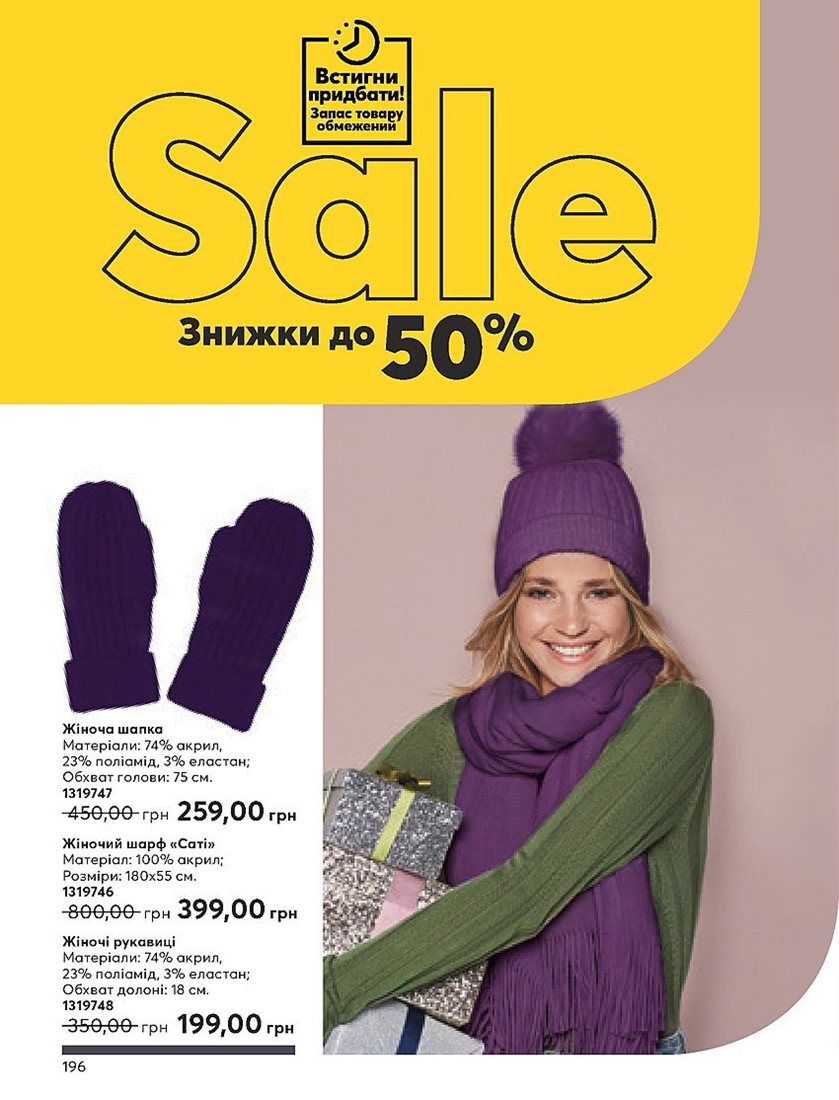 Встигни
придбати!
Запас товару
обмежений
Sale
Знижки до 50%
Жіноча шапка
Матеріали: 74% акрил,
23% поліамід, 3% еластан;
Обхват голови: 75 см.
1319747
450,00 грн 259,00 грн
Жіночий шарф «Саті»
Матеріал: 100% акрил;
Розміри: 180х55 см.
1319746
800,00 грн 399,00 грн
Жіночі рукавиці
Матеріали: 74% акрил,
23% поліамід, 3% еластан;
Обхват долоні: 18 см.
1319748
350,00 грн 199,00 грн
196